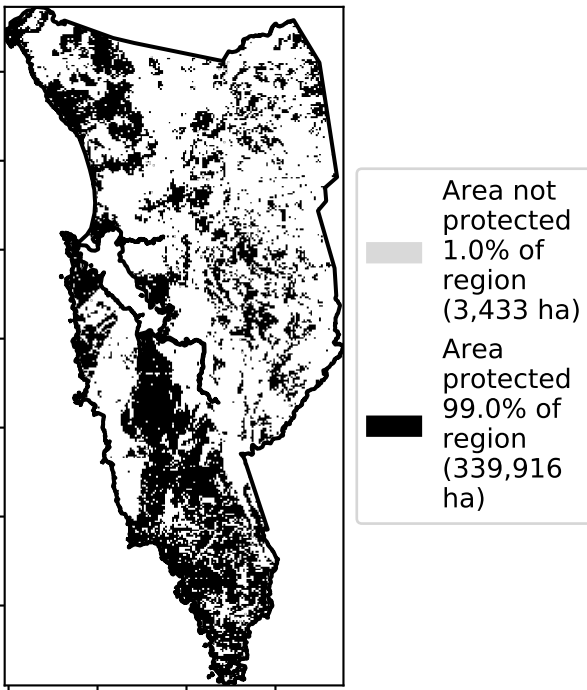 Area not
protected
1.0% of
region
(3,433 ha)
Area
protected
99.0% of
region
(339,916
ha)